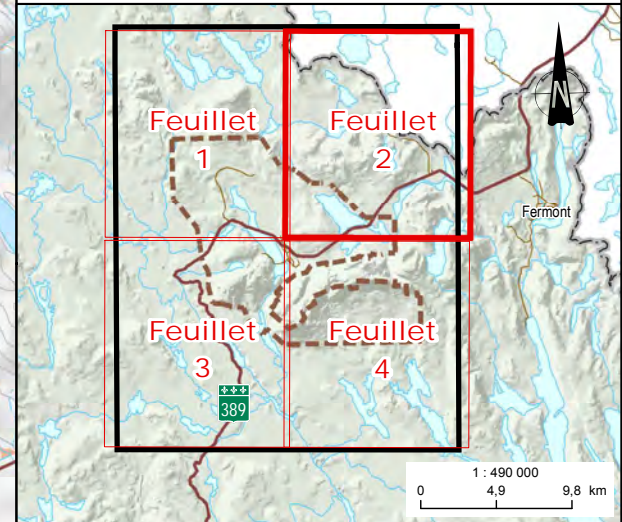 N
Feuillet
1
Feuillet
2
Fermont
Feuillet
3
Feuillet
4
389
1 : 490 000
0 4,9 9,8 km